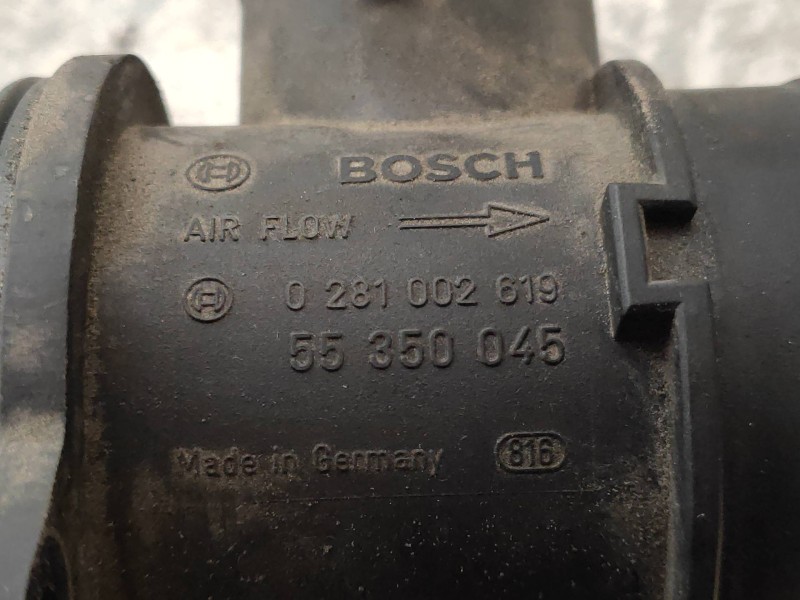 BOSCH
AIR FLOW
0 281 002 619
55 350 045
Made in Germany 816